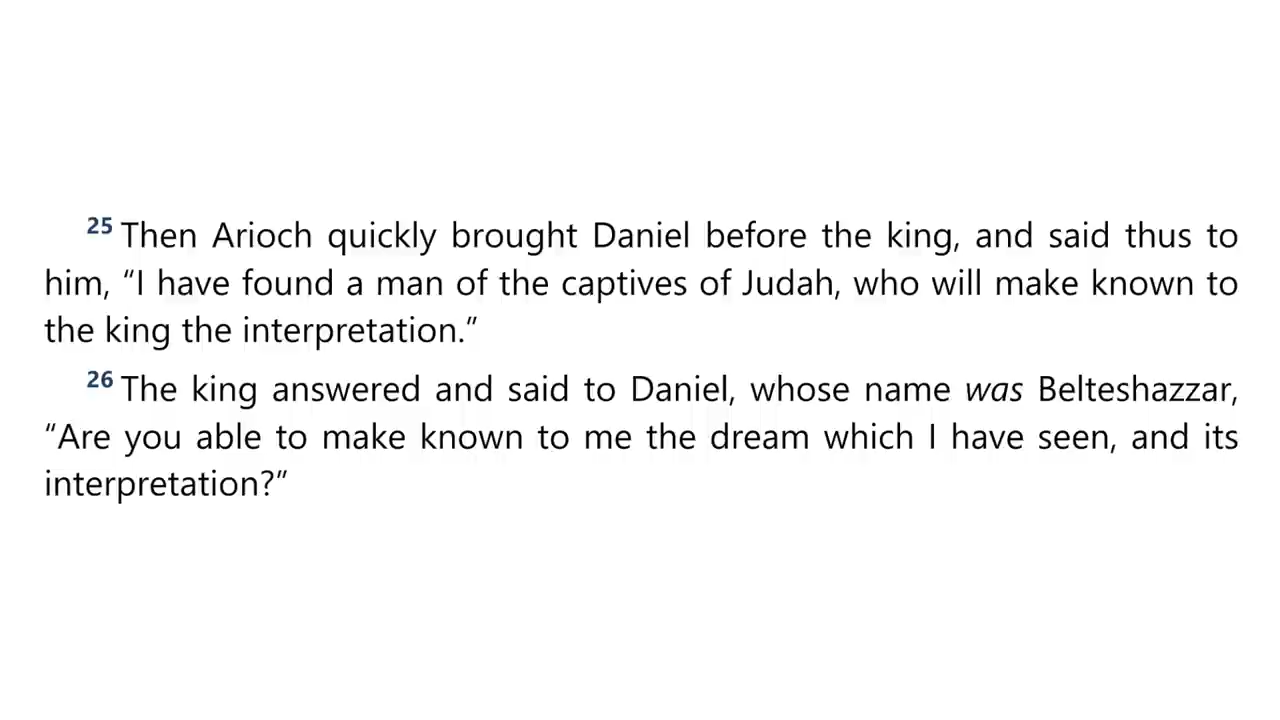 25 Then Arioch quickly brought Daniel before the king, and said thus to
him, “I have found a man of the captives of Judah, who will make known to
the king the interpretation.”
26 The king answered and said to Daniel, whose name was Belteshazzar,
“Are you able to make known to me the dream which I have seen, and its
interpretation?”